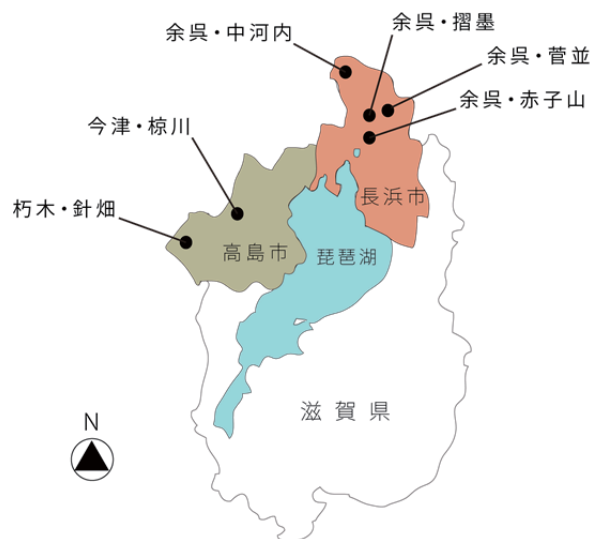 余呉・中河内
余呉・摺墨
余呉・菅並
余呉・赤子山
今津・椋川
朽木・針畑
長浜市
高島市
琵琶湖
滋賀県
N